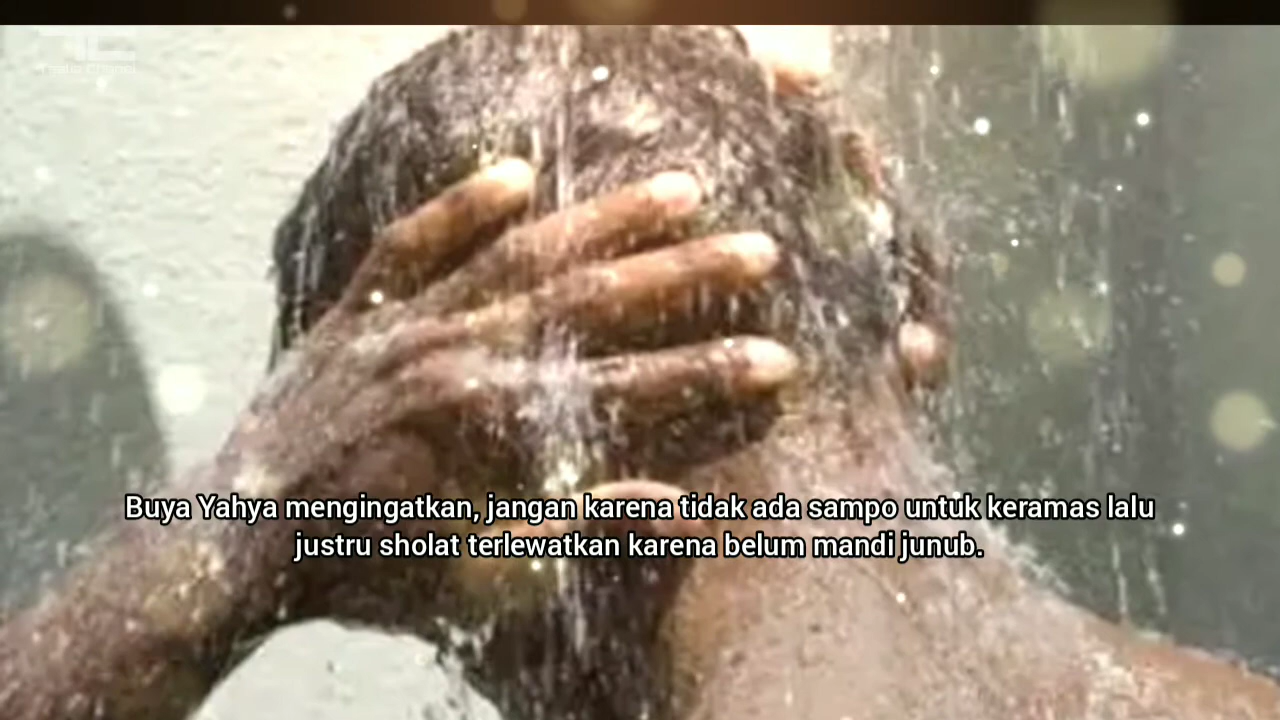 Buya Yahya mengingatkan, jangan karena tidak ada sampo untuk keramas lalu
justru sholat terlewatkan karena belum mandi junub.